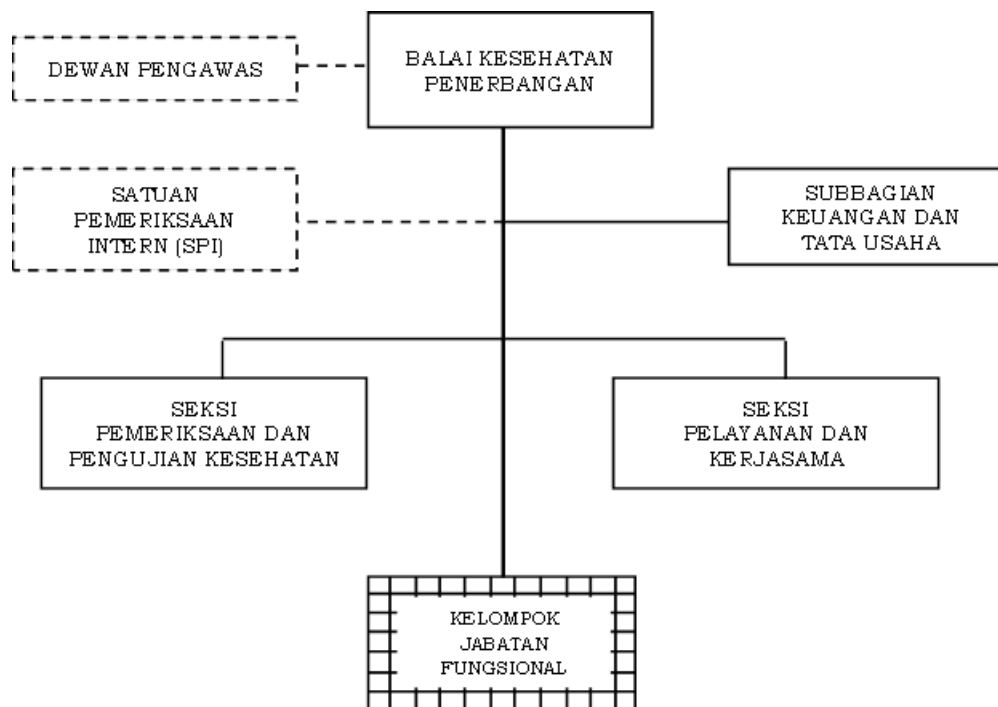 DEWAN PENGAWAS
BALAI KESEHATAN
PENERBANGAN
SATUAN
PEMERIKSAAN
INTERN (SPI)
SUBBAGIAN
KEUANGAN DAN
TATA USAHA
SEKSI
PEMERIKSAAN DAN
PENGUJIAN KESEHATAN
SEKSI
PELAYANAN DAN
KERJASAMA
KELOMPOK
JABATAN
FUNGSIONAL